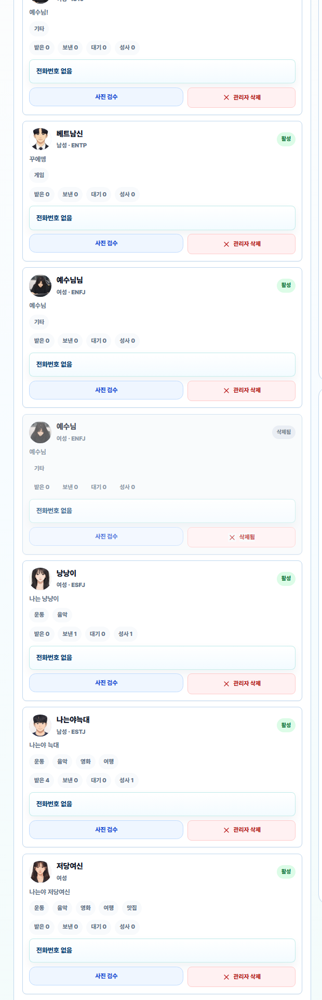 예수님!
기타
받은 0 보낸 0 대기 0 성사 0
전화번호 없음
사진 검수 관리자 삭제
베트남신
활성
남성 · ENTP
꾸에엥
게임
받은 0 보낸 0 대기 0 성사 0
전화번호 없음
사진 검수 관리자 삭제
예수님님
활성
여성 · ENFJ
예수님
기타
받은 0 보낸 0 대기 0 성사 0
전화번호 없음
사진 검수 관리자 삭제
예수님
삭제됨
여성 · ENFJ
예수님
기타
받은 0 보낸 0 대기 0 성사 0
전화번호 없음
사진 검수 삭제됨
냥냥이
활성
여성 · ESFJ
나는 냥냥이
운동 음악
받은 0 보낸 1 대기 0 성사 1
전화번호 없음
사진 검수 관리자 삭제
나는야늑대
활성
남성 · ESTJ
나는야 늑대
운동 음악 영화 여행
받은 4 보낸 0 대기 0 성사 1
전화번호 없음
사진 검수 관리자 삭제
저당여신
활성
여성
나는야 저당여신
운동 음악 영화 여행 맛집
받은 0 보낸 0 대기 0 성사 0
전화번호 없음
사진 검수 관리자 삭제